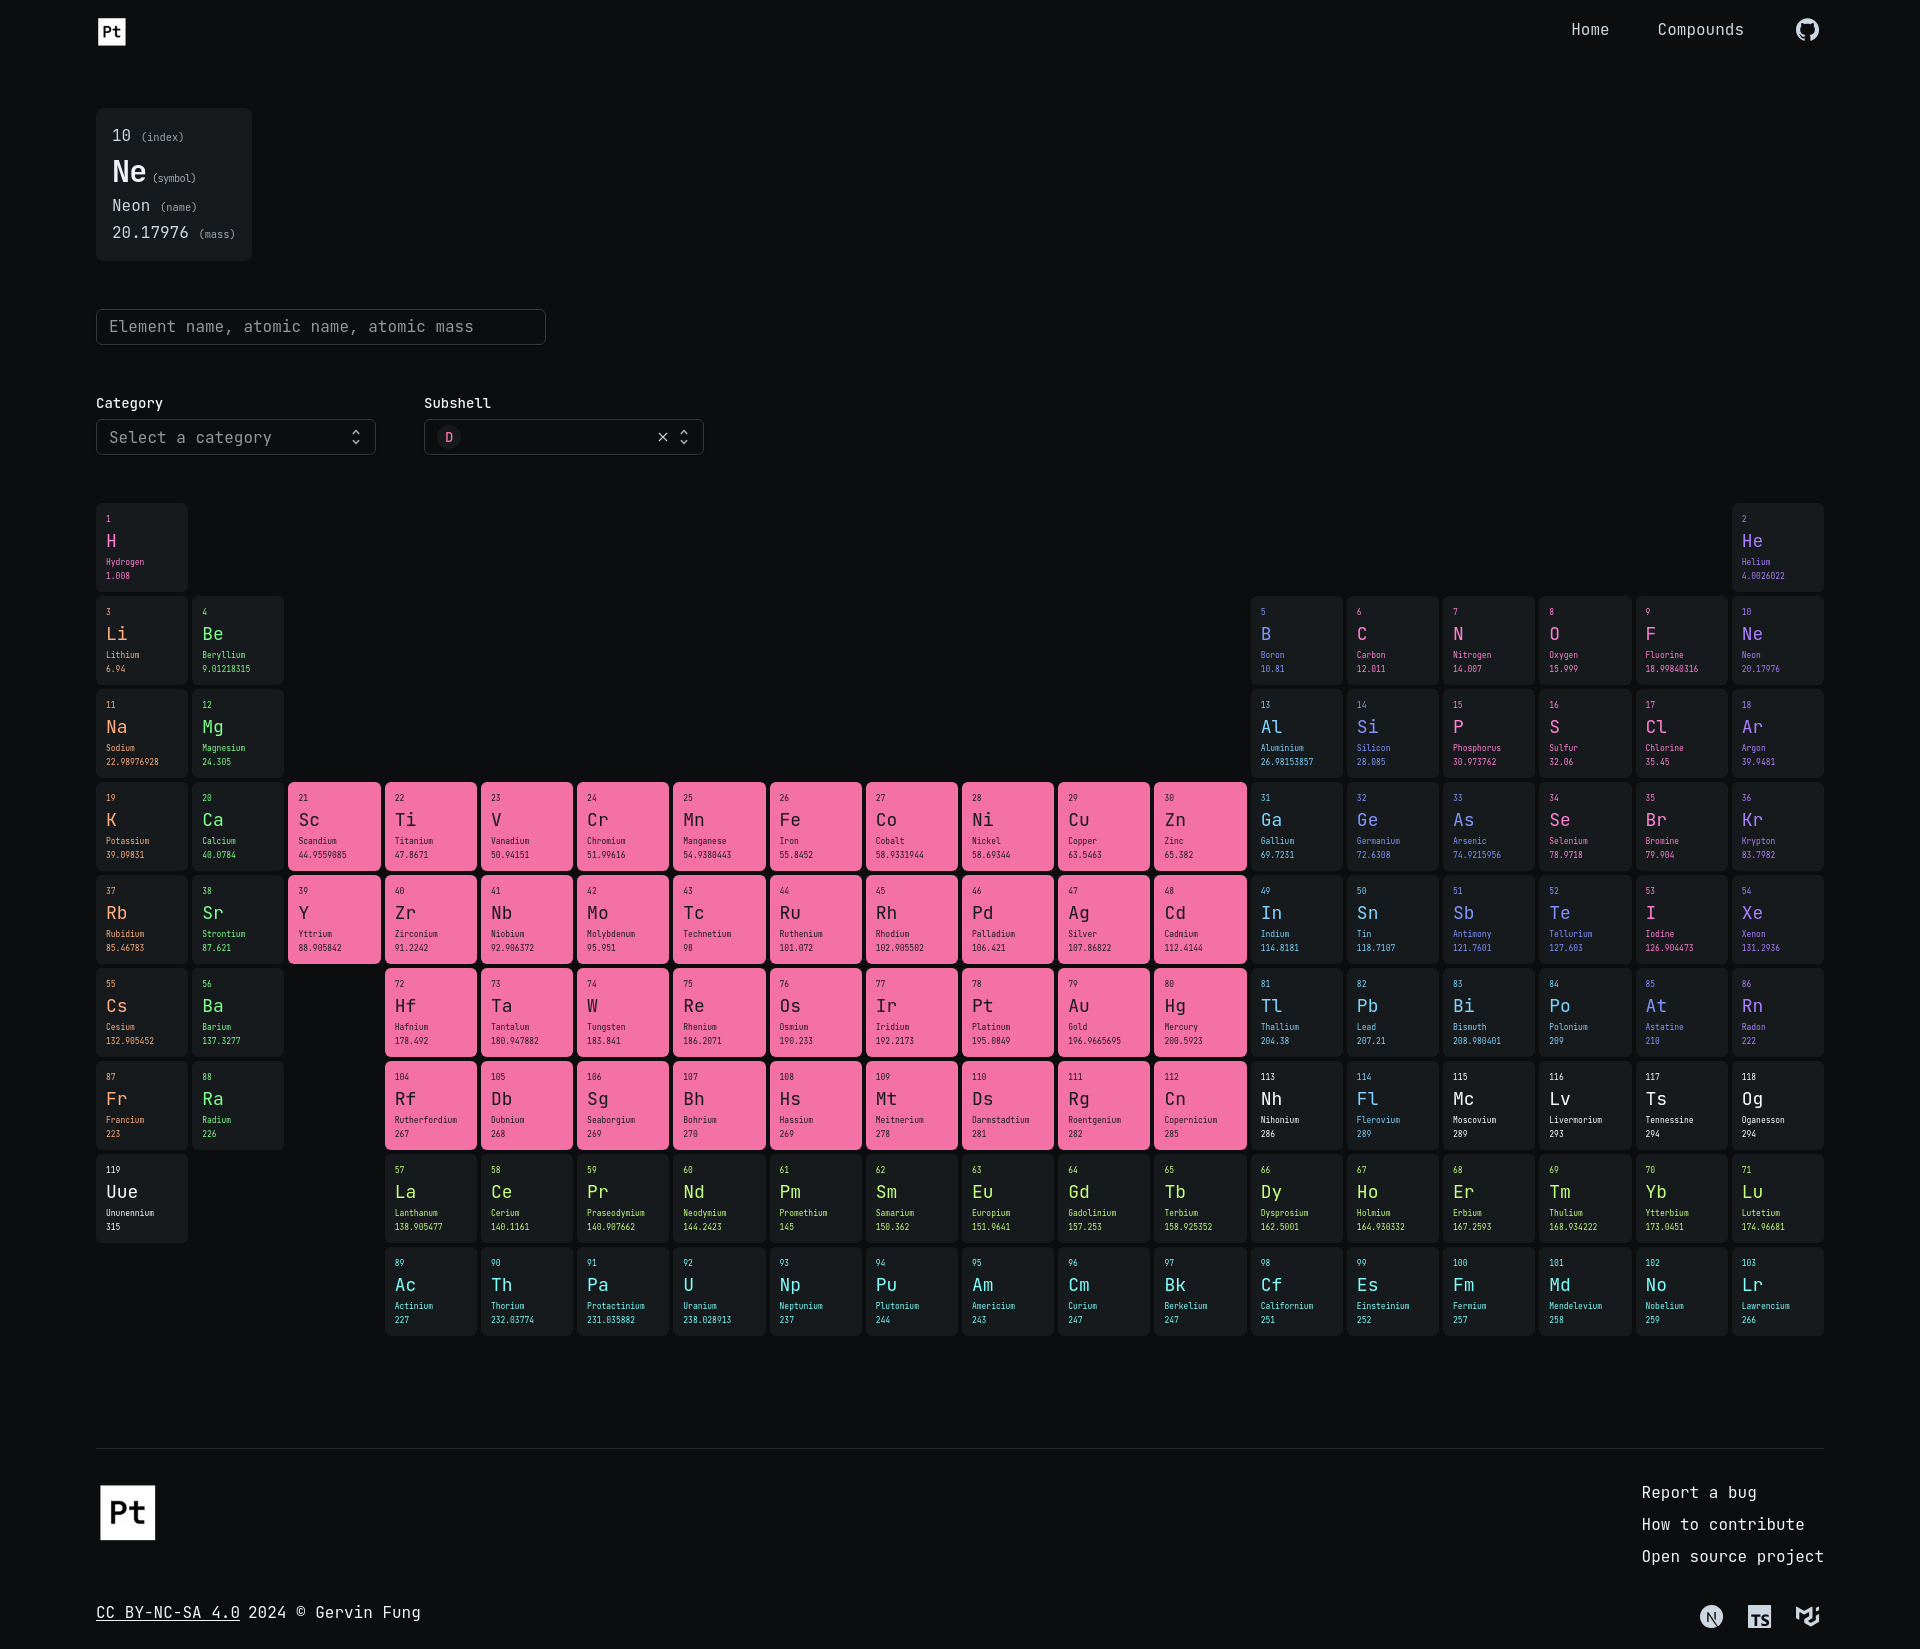 Pt
Home Compounds
10 (index)
Ne (symbol)
Neon (name)
20.17976 (mass)
Element name, atomic name, atomic mass
Category Subshell
Select a category D
1 2
H He
Hydrogen Helium
1.008 4.0026022
3 4 5 6 7 8 9 10
Li Be B C N O F Ne
Lithium Beryllium Boron Carbon Nitrogen Oxygen Fluorine Neon
6.94 9.01218315 10.81 12.011 14.007 15.999 18.99840316 20.17976
11 12 13 14 15 16 17 18
Na Mg Al Si P S Cl Ar
Sodium Magnesium Aluminium Silicon Phosphorus Sulfur Chlorine Argon
22.98976928 24.305 26.98153857 28.085 30.973762 32.06 35.45 39.9481
19 20 21 22 23 24 25 26 27 28 29 30 31 32 33 34 35 36
K Ca Sc Ti V Cr Mn Fe Co Ni Cu Zn Ga Ge As Se Br Kr
Potassium Calcium Scandium Titanium Vanadium Chromium Manganese Iron Cobalt Nickel Copper Zinc Gallium Germanium Arsenic Selenium Bromine Krypton
39.09831 40.0784 44.9559085 47.8671 50.94151 51.99616 54.9380443 55.8452 58.9331944 58.69344 63.5463 65.382 69.7231 72.6308 74.9215956 78.9718 79.904 83.7982
37 38 39 40 41 42 43 44 45 46 47 48 49 50 51 52 53 54
Rb Sr Y Zr Nb Mo Tc Ru Rh Pd Ag Cd In Sn Sb Te I Xe
Rubidium Strontium Yttrium Zirconium Niobium Molybdenum Technetium Ruthenium Rhodium Palladium Silver Cadmium Indium Tin Antimony Tellurium Iodine Xenon
85.46783 87.621 88.905842 91.2242 92.906372 95.951 98 101.072 102.905502 106.421 107.86822 112.4144 114.8181 118.7107 121.7601 127.603 126.904473 131.2936
55 56 72 73 74 75 76 77 78 79 80 81 82 83 84 85 86
Cs Ba Hf Ta W Re Os Ir Pt Au Hg Tl Pb Bi Po At Rn
Cesium Barium Hafnium Tantalum Tungsten Rhenium Osmium Iridium Platinum Gold Mercury Thallium Lead Bismuth Polonium Astatine Radon
132.905452 137.3277 178.492 180.947882 183.841 186.2071 190.233 192.2173 195.0849 196.9665695 200.5923 204.38 207.21 208.980401 209 210 222
87 88 104 105 106 107 108 109 110 111 112 113 114 115 116 117 118
Fr Ra Rf Db Sg Bh Hs Mt Ds Rg Cn Nh Fl Mc Lv Ts Og
Francium Radium Rutherfordium Dubnium Seaborgium Bohrium Hassium Meitnerium Darmstadtium Roentgenium Copernicium Nihonium Flerovium Moscovium Livermorium Tennessine Oganesson
223 226 267 268 269 270 269 278 281 282 285 286 289 289 293 294 294
119 57 58 59 60 61 62 63 64 65 66 67 68 69 70 71
Uue La Ce Pr Nd Pm Sm Eu Gd Tb Dy Ho Er Tm Yb Lu
Ununennium Lanthanum Cerium Praseodymium Neodymium Promethium Samarium Europium Gadolinium Terbium Dysprosium Holmium Erbium Thulium Ytterbium Lutetium
315 138.905477 140.1161 140.907662 144.2423 145 150.362 151.9641 157.253 158.925352 162.5001 164.930332 167.2593 168.934222 173.0451 174.96681
89 90 91 92 93 94 95 96 97 98 99 100 101 102 103
Ac Th Pa U Np Pu Am Cm Bk Cf Es Fm Md No Lr
Actinium Thorium Protactinium Uranium Neptunium Plutonium Americium Curium Berkelium Californium Einsteinium Fermium Mendelevium Nobelium Lawrencium
227 232.03774 231.035882 238.028913 237 244 243 247 247 251 252 257 258 259 266
Pt
Report a bug
How to contribute
Open source project
CC BY-NC-SA 4.0 2024 © Gervin Fung
N TS